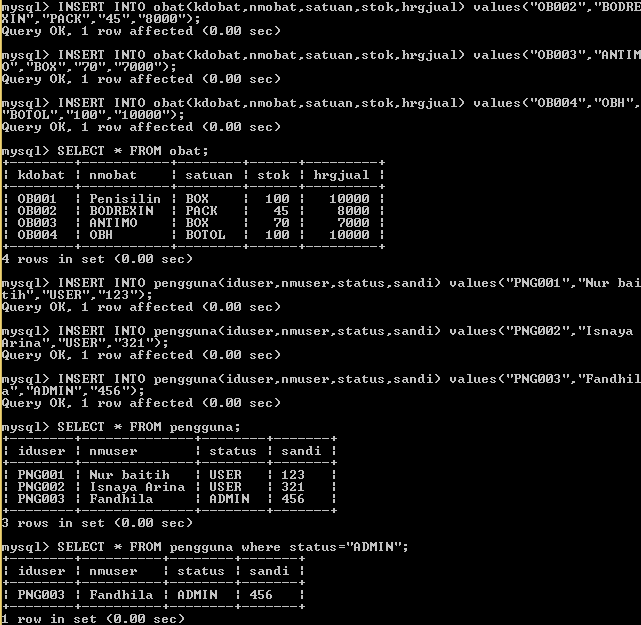 mysql> INSERT INTO obat(kdobat,nmobat,satuan,stok,hrgjual) values("OB002","BODRE
XIN","PACK","45","8000");
Query OK, 1 row affected (0.00 sec)
mysql> INSERT INTO obat(kdobat,nmobat,satuan,stok,hrgjual) values("OB003","ANTIM
O","BOX","70","7000");
Query OK, 1 row affected (0.00 sec)
mysql> INSERT INTO obat(kdobat,nmobat,satuan,stok,hrgjual) values("OB004","OBH",
"BOTOL","100","10000");
Query OK, 1 row affected (0.00 sec)
mysql> SELECT * FROM obat;
+--------+-----------+--------+------+---------+
| kdobat | nmobat | satuan | stok | hrgjual |
+--------+-----------+--------+------+---------+
| OB001 | Penisilin | BOX | 100 | 10000 |
| OB002 | BODREXIN | PACK | 45 | 8000 |
| OB003 | ANTIMO | BOX | 70 | 7000 |
| OB004 | OBH | BOTOL | 100 | 10000 |
+--------+-----------+--------+------+---------+
4 rows in set (0.00 sec)
mysql> INSERT INTO pengguna(iduser,nmuser,status,sandi) values("PNG001","Nur bai
tih","USER","123");
Query OK, 1 row affected (0.00 sec)
mysql> INSERT INTO pengguna(iduser,nmuser,status,sandi) values("PNG002","Isnaya
Arina","USER","321");
Query OK, 1 row affected (0.00 sec)
mysql> INSERT INTO pengguna(iduser,nmuser,status,sandi) values("PNG003","Fandhil
a","ADMIN","456");
Query OK, 1 row affected (0.00 sec)
mysql> SELECT * FROM pengguna;
+--------+--------------+--------+-------+
| iduser | nmuser | status | sandi |
+--------+--------------+--------+-------+
| PNG001 | Nur baitih | USER | 123 |
| PNG002 | Isnaya Arina | USER | 321 |
| PNG003 | Fandhila | ADMIN | 456 |
+--------+--------------+--------+-------+
3 rows in set (0.00 sec)
mysql> SELECT * FROM pengguna where status="ADMIN";
+--------+----------+--------+-------+
| iduser | nmuser | status | sandi |
+--------+----------+--------+-------+
| PNG003 | Fandhila | ADMIN | 456 |
+--------+----------+--------+-------+
1 row in set (0.00 sec)